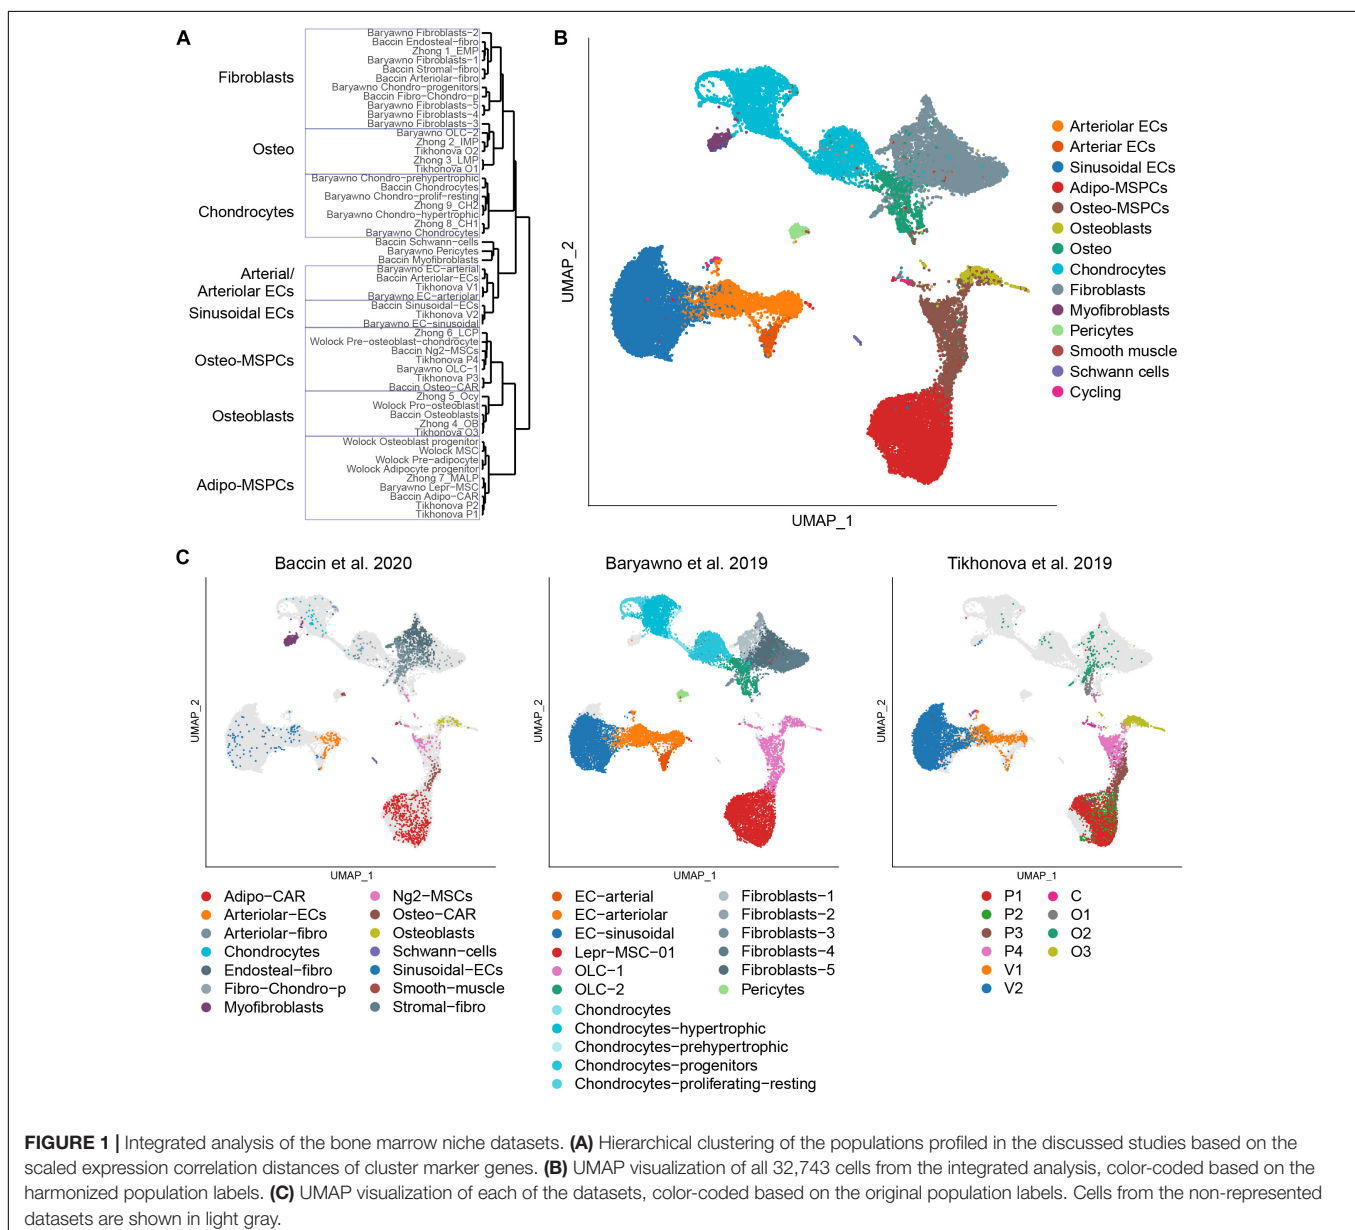 A
Fibroblasts
Osteo
Chondrocytes
Arterial/
Arteriolar ECs
Sinusoidal ECs
Osteo-MSPCs
Osteoblasts
Adipo-MSPCs
Baryawno Fibroblasts-2
Baccin Endosteal-fibro
Zhong 1_EMP
Baryawno Fibroblasts-1
Baccin Stromal-fibro
Baccin Arteriolar-fibro
Baryawno Chondro-progenitors
Baccin Fibro-Chondro-p
Baryawno Fibroblasts-5
Baryawno Fibroblasts-4
Baryawno Fibroblasts-3
Baryawno OLC-2
Zhong 2_IMP
Tikhonova O2
Zhong 3_LMP
Tikhonova O1
Baryawno Chondro-prehypertrophic
Baccin Chondrocytes
Baryawno Chondro-prolif-resting
Zhong 9_CH2
Baryawno Chondro-hypertrophic
Zhong 8_CH1
Baryawno Chondrocytes
Baccin Schwann-cells
Baryawno Pericytes
Baccin Myofibroblasts
Baryawno EC-arterial
Baccin Arteriolar-ECs
Tikhonova V1
Baryawno EC-arteriolar
Baccin Sinusoidal-ECs
Tikhonova V2
Baryawno EC-sinusoidal
Zhong 6_LCP
Wolock Pre-osteoblast-chondrocyte
Baccin Ng2-MSCs
Tikhonova P4
Baryawno OLC-1
Tikhonova P3
Baccin Osteo-CAR
Zhong 5_Ocy
Wolock Pro-osteoblast
Baccin Osteoblasts
Zhong 4_OB
Tikhonova O3
Wolock Osteoblast progenitor
Wolock MSC
Wolock Pre-adipocyte
Wolock Adipocyte progenitor
Zhong 7_MALP
Baryawno Lepr-MSC
Baccin Adipo-CAR
Tikhonova P2
Tikhonova P1
B
UMAP_2
UMAP_1
Arteriolar ECs
Arteriar ECs
Sinusoidal ECs
Adipo-MSPCs
Osteo-MSPCs
Osteoblasts
Osteo
Chondrocytes
Fibroblasts
Myofibroblasts
Pericytes
Smooth muscle
Schwann cells
Cycling
C
Baccin et al. 2020
UMAP_2
UMAP_1
Adipo-CAR
Arteriolar-ECs
Arteriolar-fibro
Chondrocytes
Endosteal-fibro
Fibro-Chondro-p
Myofibroblasts
Ng2-MSCs
Osteo-CAR
Osteoblasts
Schwann-cells
Sinusoidal-ECs
Smooth-muscle
Stromal-fibro
Baryawno et al. 2019
UMAP_2
UMAP_1
EC-arterial
EC-arteriolar
EC-sinusoidal
Lepr-MSC-01
OLC-1
OLC-2
Chondrocytes
Chondrocytes-hypertrophic
Chondrocytes-prehypertrophic
Chondrocytes-progenitors
Chondrocytes-proliferating-resting
Fibroblasts-1
Fibroblasts-2
Fibroblasts-3
Fibroblasts-4
Fibroblasts-5
Pericytes
Tikhonova et al. 2019
UMAP_2
UMAP_1
P1
P2
P3
P4
V1
V2
C
O1
O2
O3
FIGURE 1 | Integrated analysis of the bone marrow niche datasets. (A) Hierarchical clustering of the populations profiled in the discussed studies based on the
scaled expression correlation distances of cluster marker genes. (B) UMAP visualization of all 32,743 cells from the integrated analysis, color-coded based on the
harmonized population labels. (C) UMAP visualization of each of the datasets, color-coded based on the original population labels. Cells from the non-represented
datasets are shown in light gray.